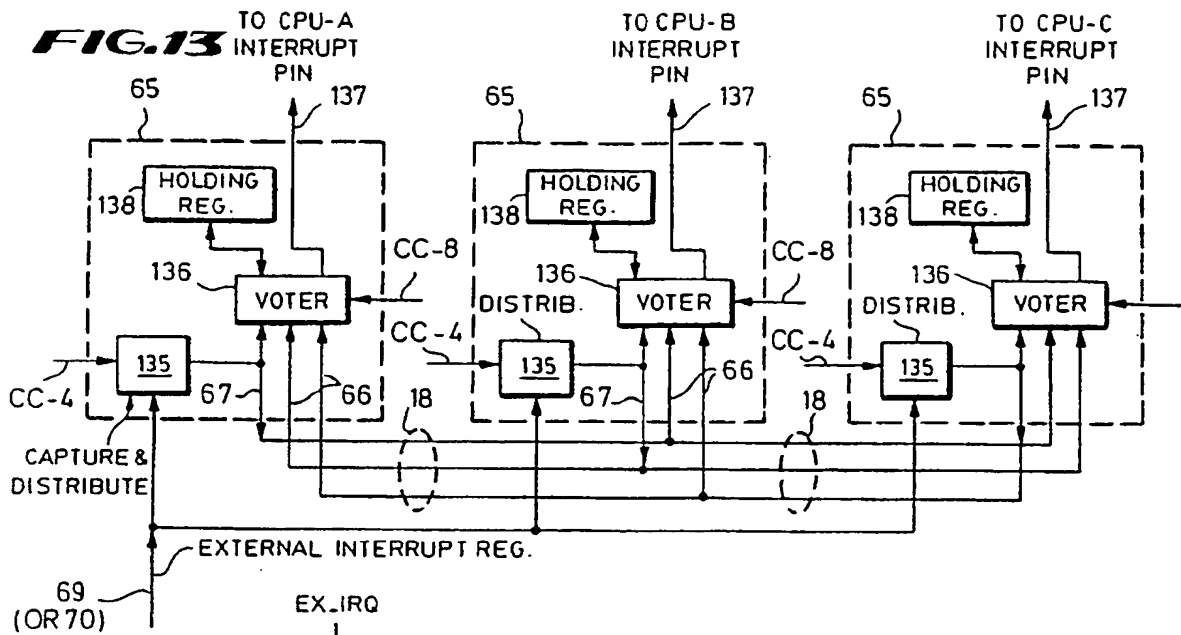 FIG.13
TO CPU-A
INTERRUPT
PIN
TO CPU-B
INTERRUPT
PIN
TO CPU-C
INTERRUPT
PIN
65
137
65
137
65
137
HOLDING
REG.
138
HOLDING
REG.
138
HOLDING
REG.
138
136
VOTER
CC-8
136
VOTER
CC-8
136
VOTER
CC-4
135
67
66
DISTRIB.
CC-4
135
67
66
DISTRIB.
CC-4
135
18
18
CAPTURE &
DISTRIBUTE
EXTERNAL INTERRUPT REG.
69
(OR 70)
EX_IRQ